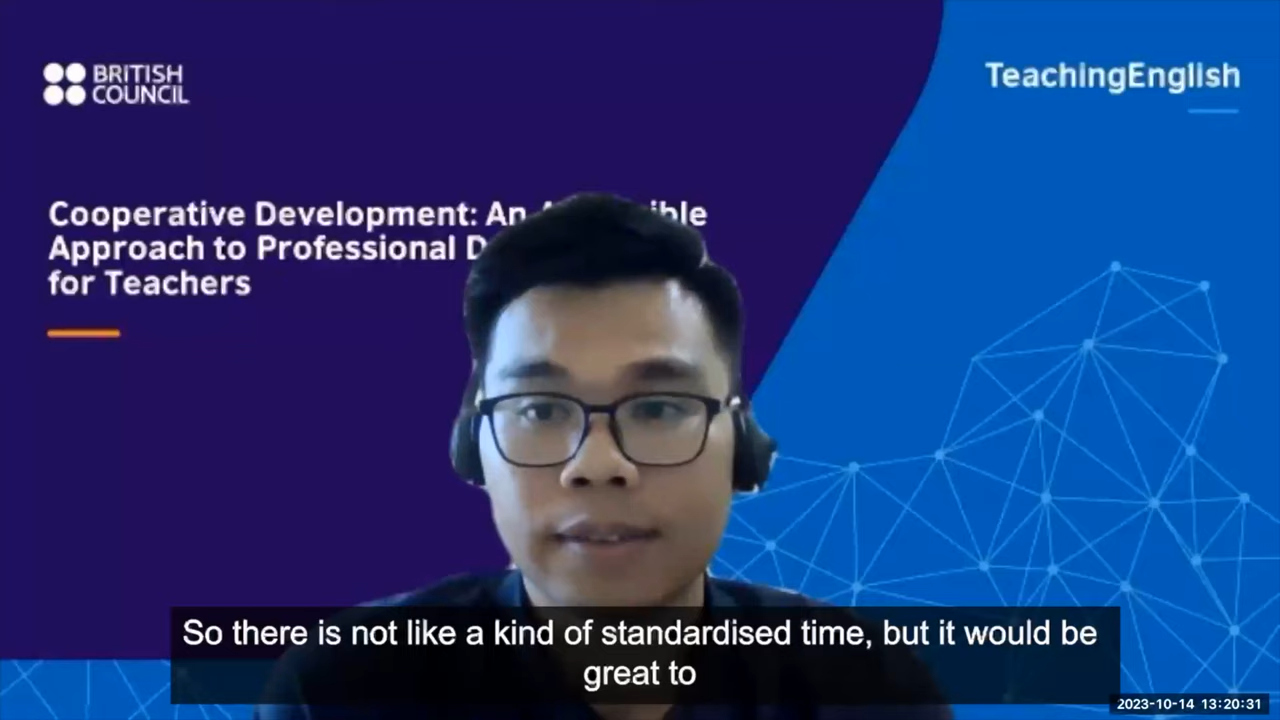 BRITISH
COUNCIL
TeachingEnglish
Cooperative Development: An
Approach to Professional
for Teachers
So there is not like a kind of standardised time, but it would be
great to
2023-10-14 13:20:31